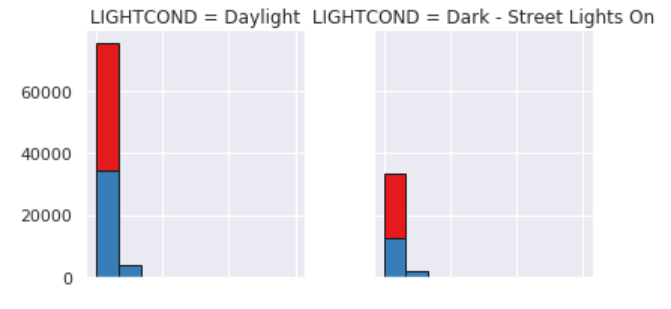 LIGHTCOND = Daylight
LIGHTCOND = Dark - Street Lights On
60000
40000
20000
0